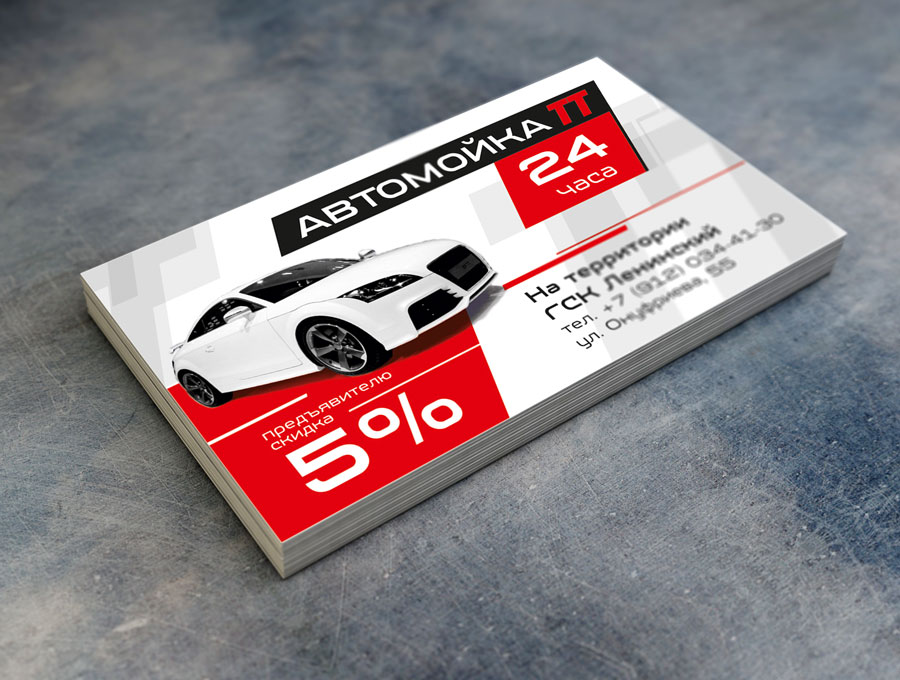 АВТОМОЙКА ТТ
24
часа
На территории
ГСК Ленинский
тел. +7 (912) 034-41-30
ул. Онуфриева, 55
предъявителю
скидка
5%